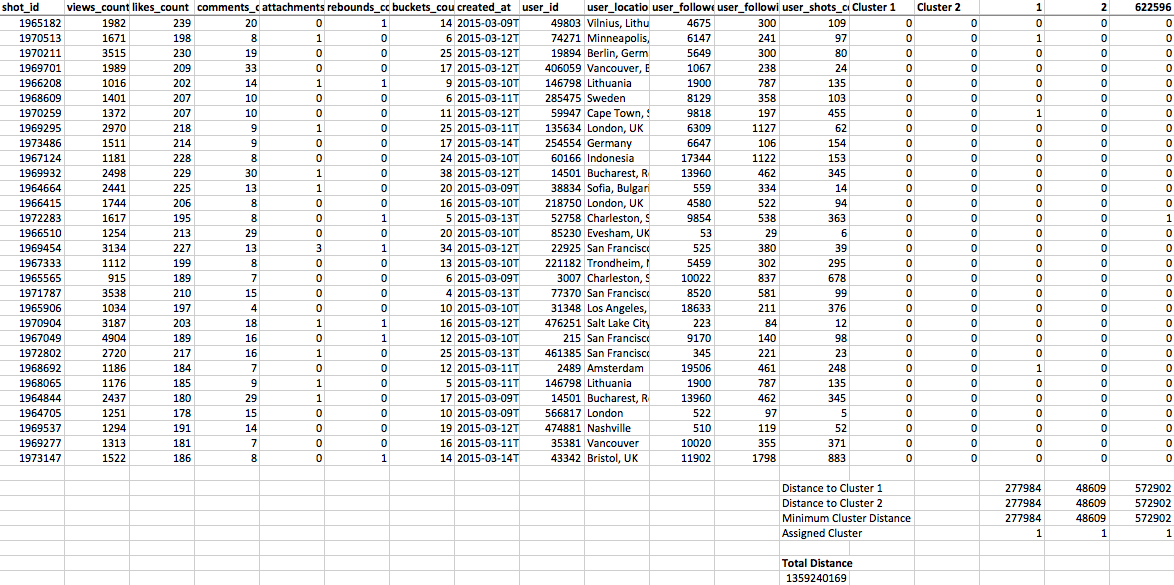 shot_id views_count likes_count comments_c attachments rebounds_cc buckets_cou created_at user_id user_locatio user_followe user_followi user_shots_c Cluster 1 Cluster 2 1 2 622596
1965182 1982 239 20 0 1 14 2015-03-09T 49803 Vilnius, Lithu 4675 300 109 0 0 0 0 0
1970513 1671 198 8 1 0 6 2015-03-12T 74271 Minneapolis, 6147 241 97 0 0 1 0 0
1970211 3515 230 19 0 0 25 2015-03-12T 19894 Berlin, Germ 5649 300 80 0 0 0 0 0
1969701 1989 209 33 0 0 17 2015-03-12T 406059 Vancouver, B 1067 238 24 0 0 0 0 0
1966208 1016 202 14 1 1 9 2015-03-10T 146798 Lithuania 1900 787 135 0 0 0 0 0
1968609 1401 207 10 0 0 6 2015-03-11T 285475 Sweden 8129 358 103 0 0 0 0 0
1970259 1372 207 10 0 0 11 2015-03-12T 59947 Cape Town, S 9818 197 455 0 0 1 0 0
1969295 2970 218 9 1 0 25 2015-03-11T 135634 London, UK 6309 1127 62 0 0 0 0 0
1973486 1511 214 9 0 0 17 2015-03-14T 254554 Germany 6647 106 154 0 0 0 0 0
1967124 1181 228 8 0 0 24 2015-03-10T 60166 Indonesia 17344 1122 153 0 0 0 0 0
1969932 2498 229 30 1 0 38 2015-03-12T 14501 Bucharest, R 13960 462 345 0 0 0 0 0
1964664 2441 225 13 1 0 20 2015-03-09T 38834 Sofia, Bulgari 559 334 14 0 0 0 0 0
1966415 1744 206 8 0 0 16 2015-03-10T 218750 London, UK 4580 522 94 0 0 0 0 0
1972283 1617 195 8 0 1 5 2015-03-13T 52758 Charleston, S 9854 538 363 0 0 0 0 1
1966510 1254 213 29 0 0 20 2015-03-10T 85230 Evesham, UK 53 29 6 0 0 0 0 0
1969454 3134 227 13 3 1 34 2015-03-12T 22925 San Francisco 525 380 39 0 0 0 0 0
1967333 1112 199 8 0 0 13 2015-03-10T 221182 Trondheim, N 5459 302 295 0 0 0 0 0
1965565 915 189 7 0 0 6 2015-03-09T 3007 Charleston, S 10022 837 678 0 0 0 0 0
1971787 3538 210 15 0 0 4 2015-03-13T 77370 San Francisco 8520 581 99 0 0 0 0 0
1965906 1034 197 4 0 0 10 2015-03-10T 31348 Los Angeles, 18633 211 376 0 0 0 0 0
1970904 3187 203 18 1 1 16 2015-03-12T 476251 Salt Lake City 223 84 12 0 0 0 0 0
1967049 4904 189 16 0 1 12 2015-03-10T 215 San Francisco 9170 140 98 0 0 0 0 0
1972802 2720 217 16 1 0 25 2015-03-13T 461385 San Francisco 345 221 23 0 0 0 0 0
1968692 1186 184 7 0 0 12 2015-03-11T 2489 Amsterdam 19506 461 248 0 0 1 0 0
1968065 1176 185 9 1 0 5 2015-03-11T 146798 Lithuania 1900 787 135 0 0 0 0 0
1964844 2437 180 29 1 0 17 2015-03-09T 14501 Bucharest, R 13960 462 345 0 0 0 0 0
1964705 1251 178 15 0 0 10 2015-03-09T 566817 London 522 97 5 0 0 0 0 0
1969537 1294 191 14 0 0 19 2015-03-12T 474881 Nashville 510 119 52 0 0 0 0 0
1969277 1313 181 7 0 0 16 2015-03-11T 35381 Vancouver 10020 355 371 0 0 0 0 0
1973147 1522 186 8 0 1 14 2015-03-14T 43342 Bristol, UK 11902 1798 883 0 0 0 0 0
Distance to Cluster 1 277984 48609 572902
Distance to Cluster 2 277984 48609 572902
Minimum Cluster Distance 277984 48609 572902
Assigned Cluster 1 1 1
Total Distance
1359240169